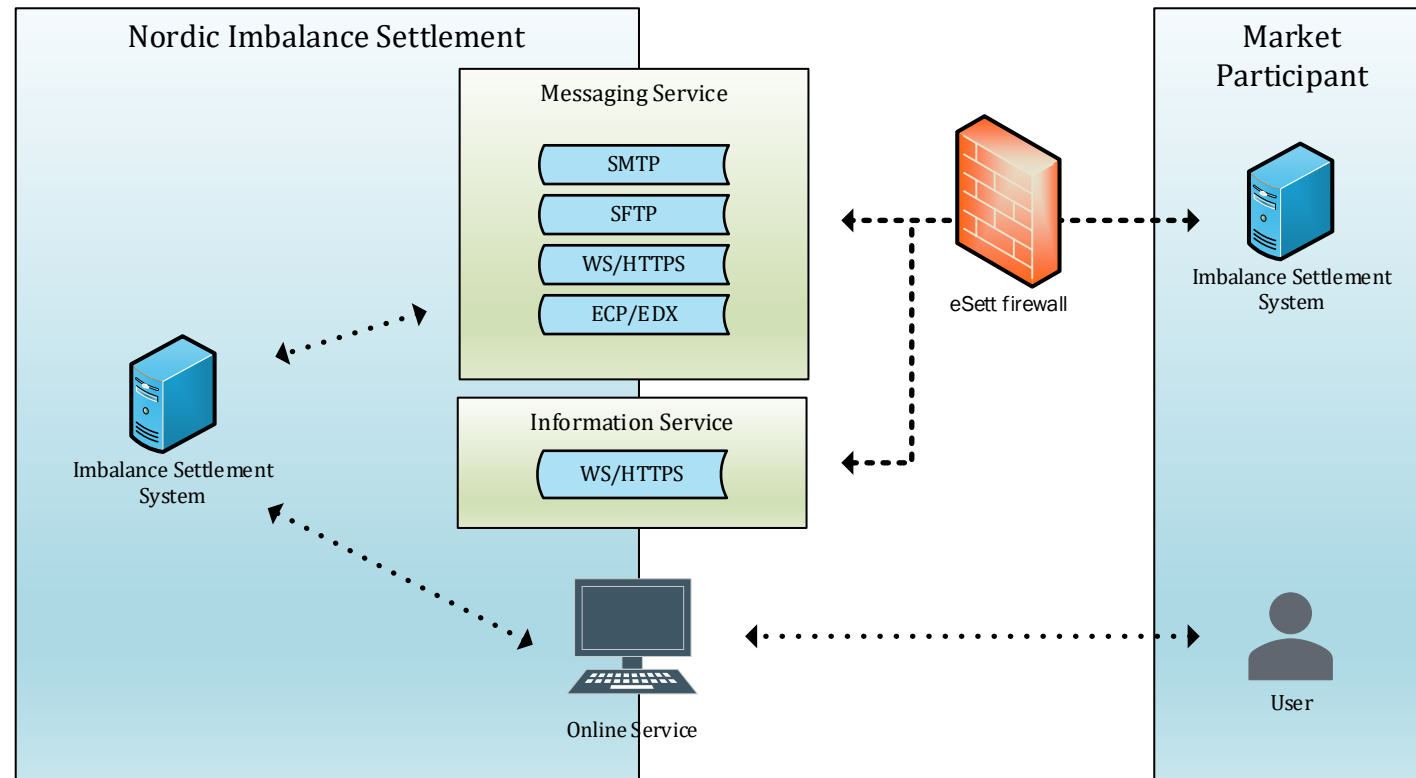 Nordic Imbalance Settlement
Market
Participant
Messaging Service
SMTP
SFTP
WS/HTTPS
ECP/EDX
eSett firewall
Imbalance Settlement
System
Information Service
WS/HTTPS
Imbalance Settlement
System
Online Service
User